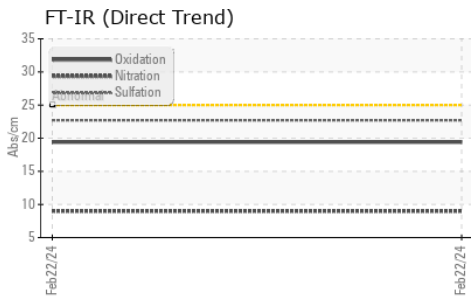 FT-IR (Direct Trend)
35
30
25
20
15
10
5
Abs/cm
Oxidation
Nitration
Sulfation
Abnormal
Feb22/24
Feb22/24